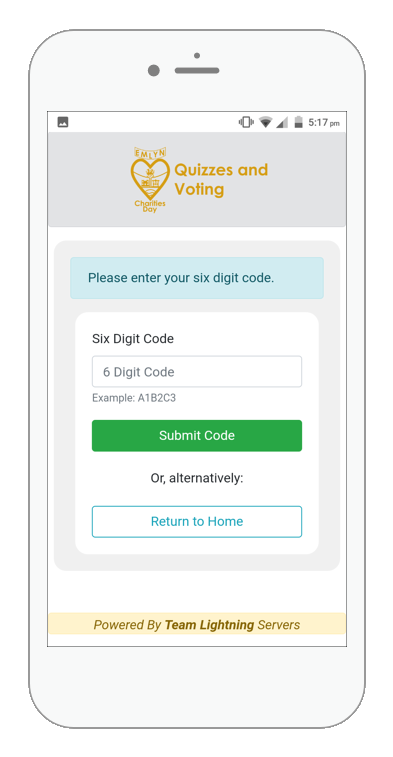 5:17 pm
EMLYN
Charities
Day
Quizzes and
Voting
Please enter your six digit code.
Six Digit Code
6 Digit Code
Example: A1B2C3
Submit Code
Or, alternatively:
Return to Home
Powered By Team Lightning Servers